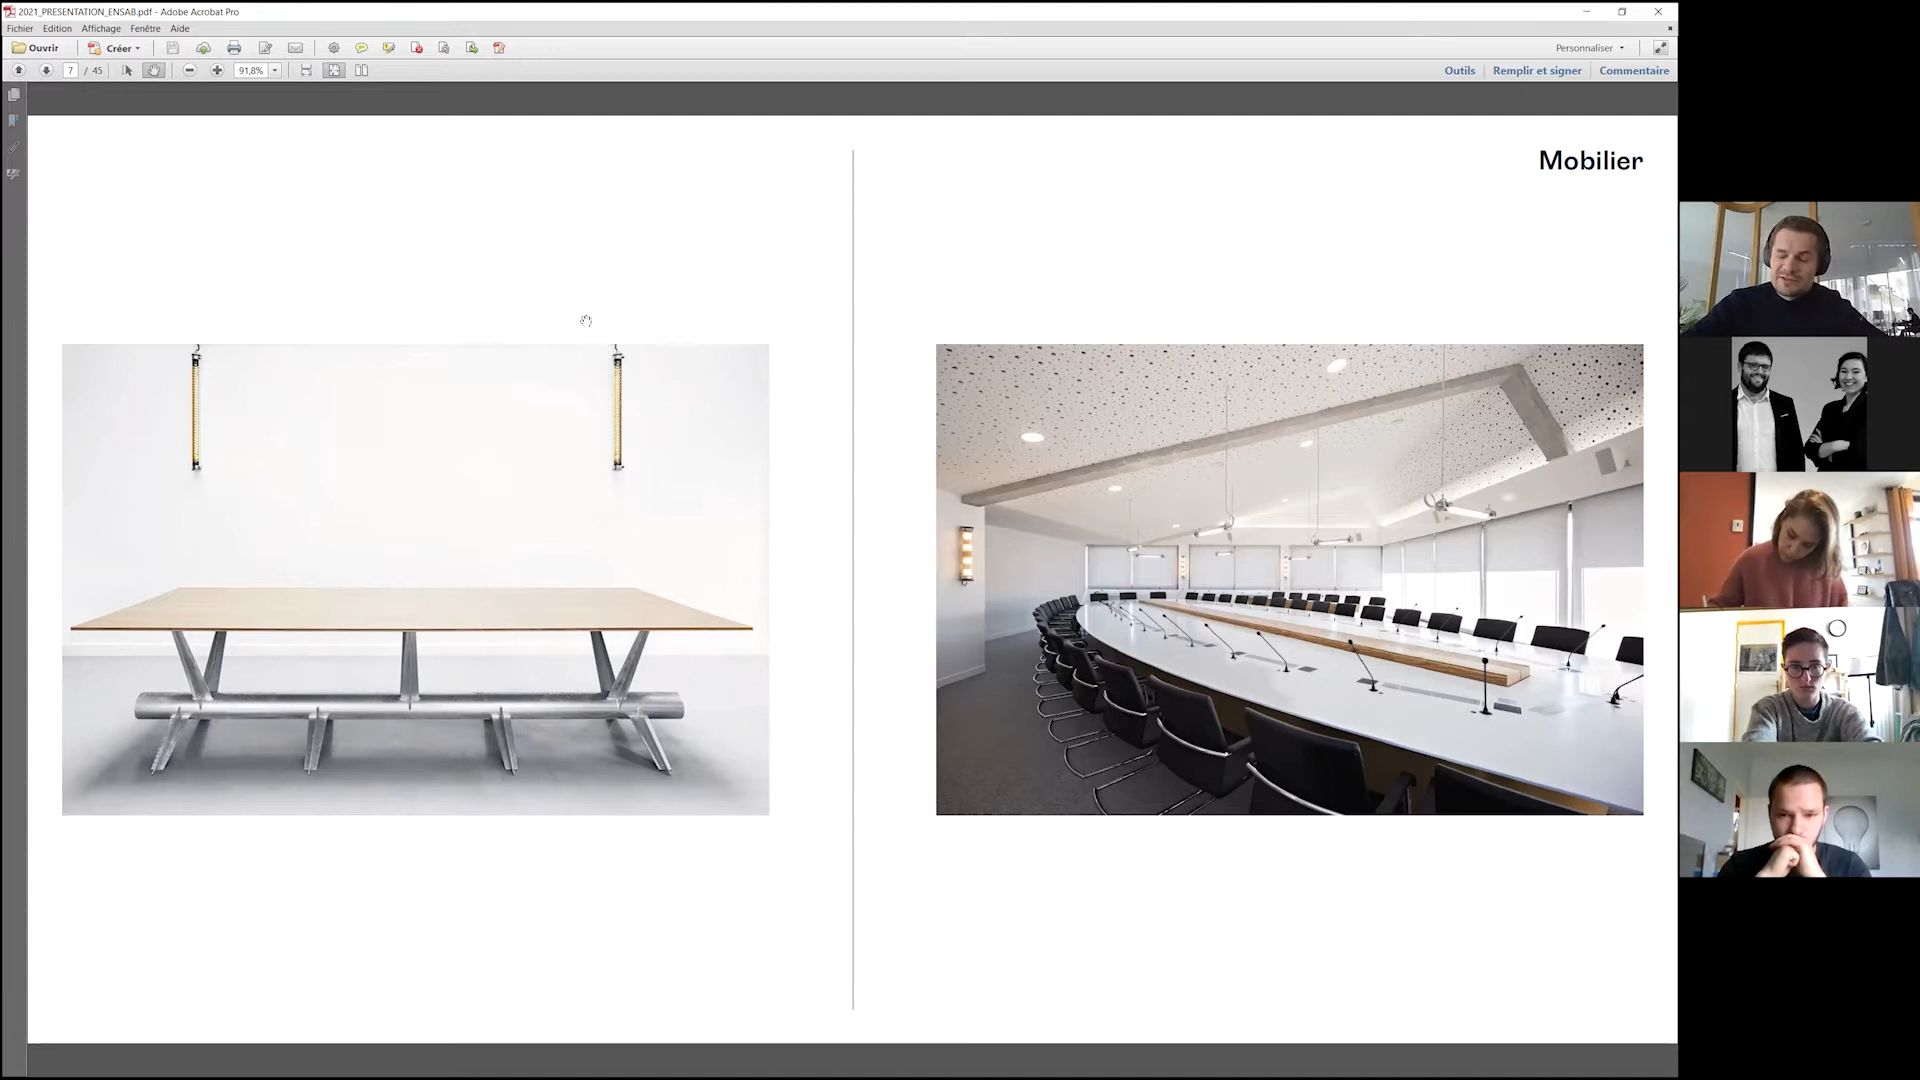 2021_PRESENTATION_ENSAB.pdf - Adobe Acrobat Pro
Fichier Edition Affichage Fenêtre Aide
Ouvrir Créer Personnaliser
7 / 45 91,8% Outils Remplir et signer Commentaire
Mobilier